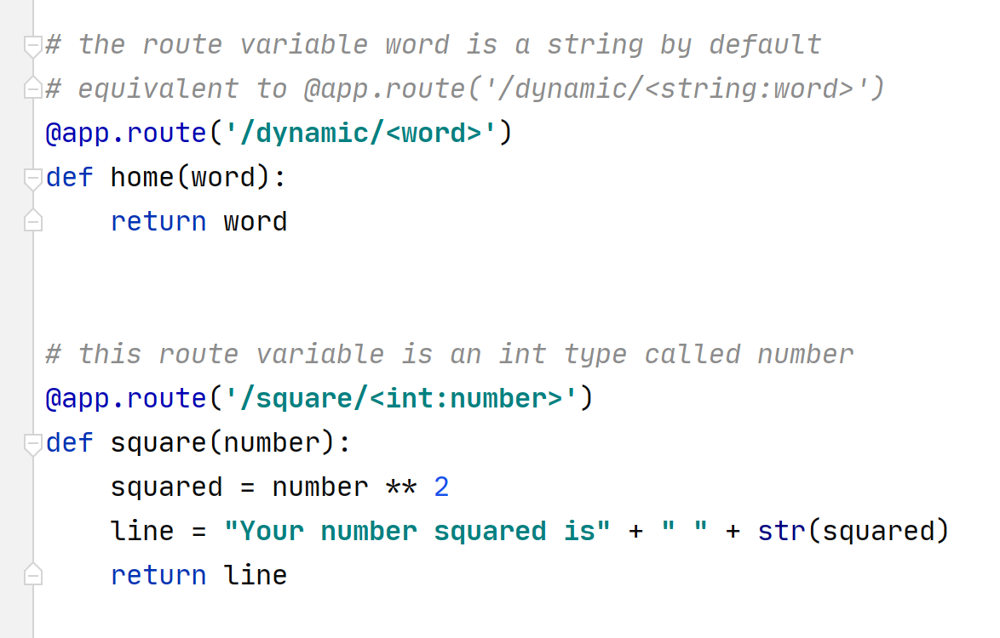 # the route variable word is a string by default
# equivalent to @app.route('/dynamic/<string:word>')
@app.route('/dynamic/<word>')
def home(word):
    return word
# this route variable is an int type called number
@app.route('/square/<int:number>')
def square(number):
    squared = number ** 2
    line = "Your number squared is" + " " + str(squared)
    return line